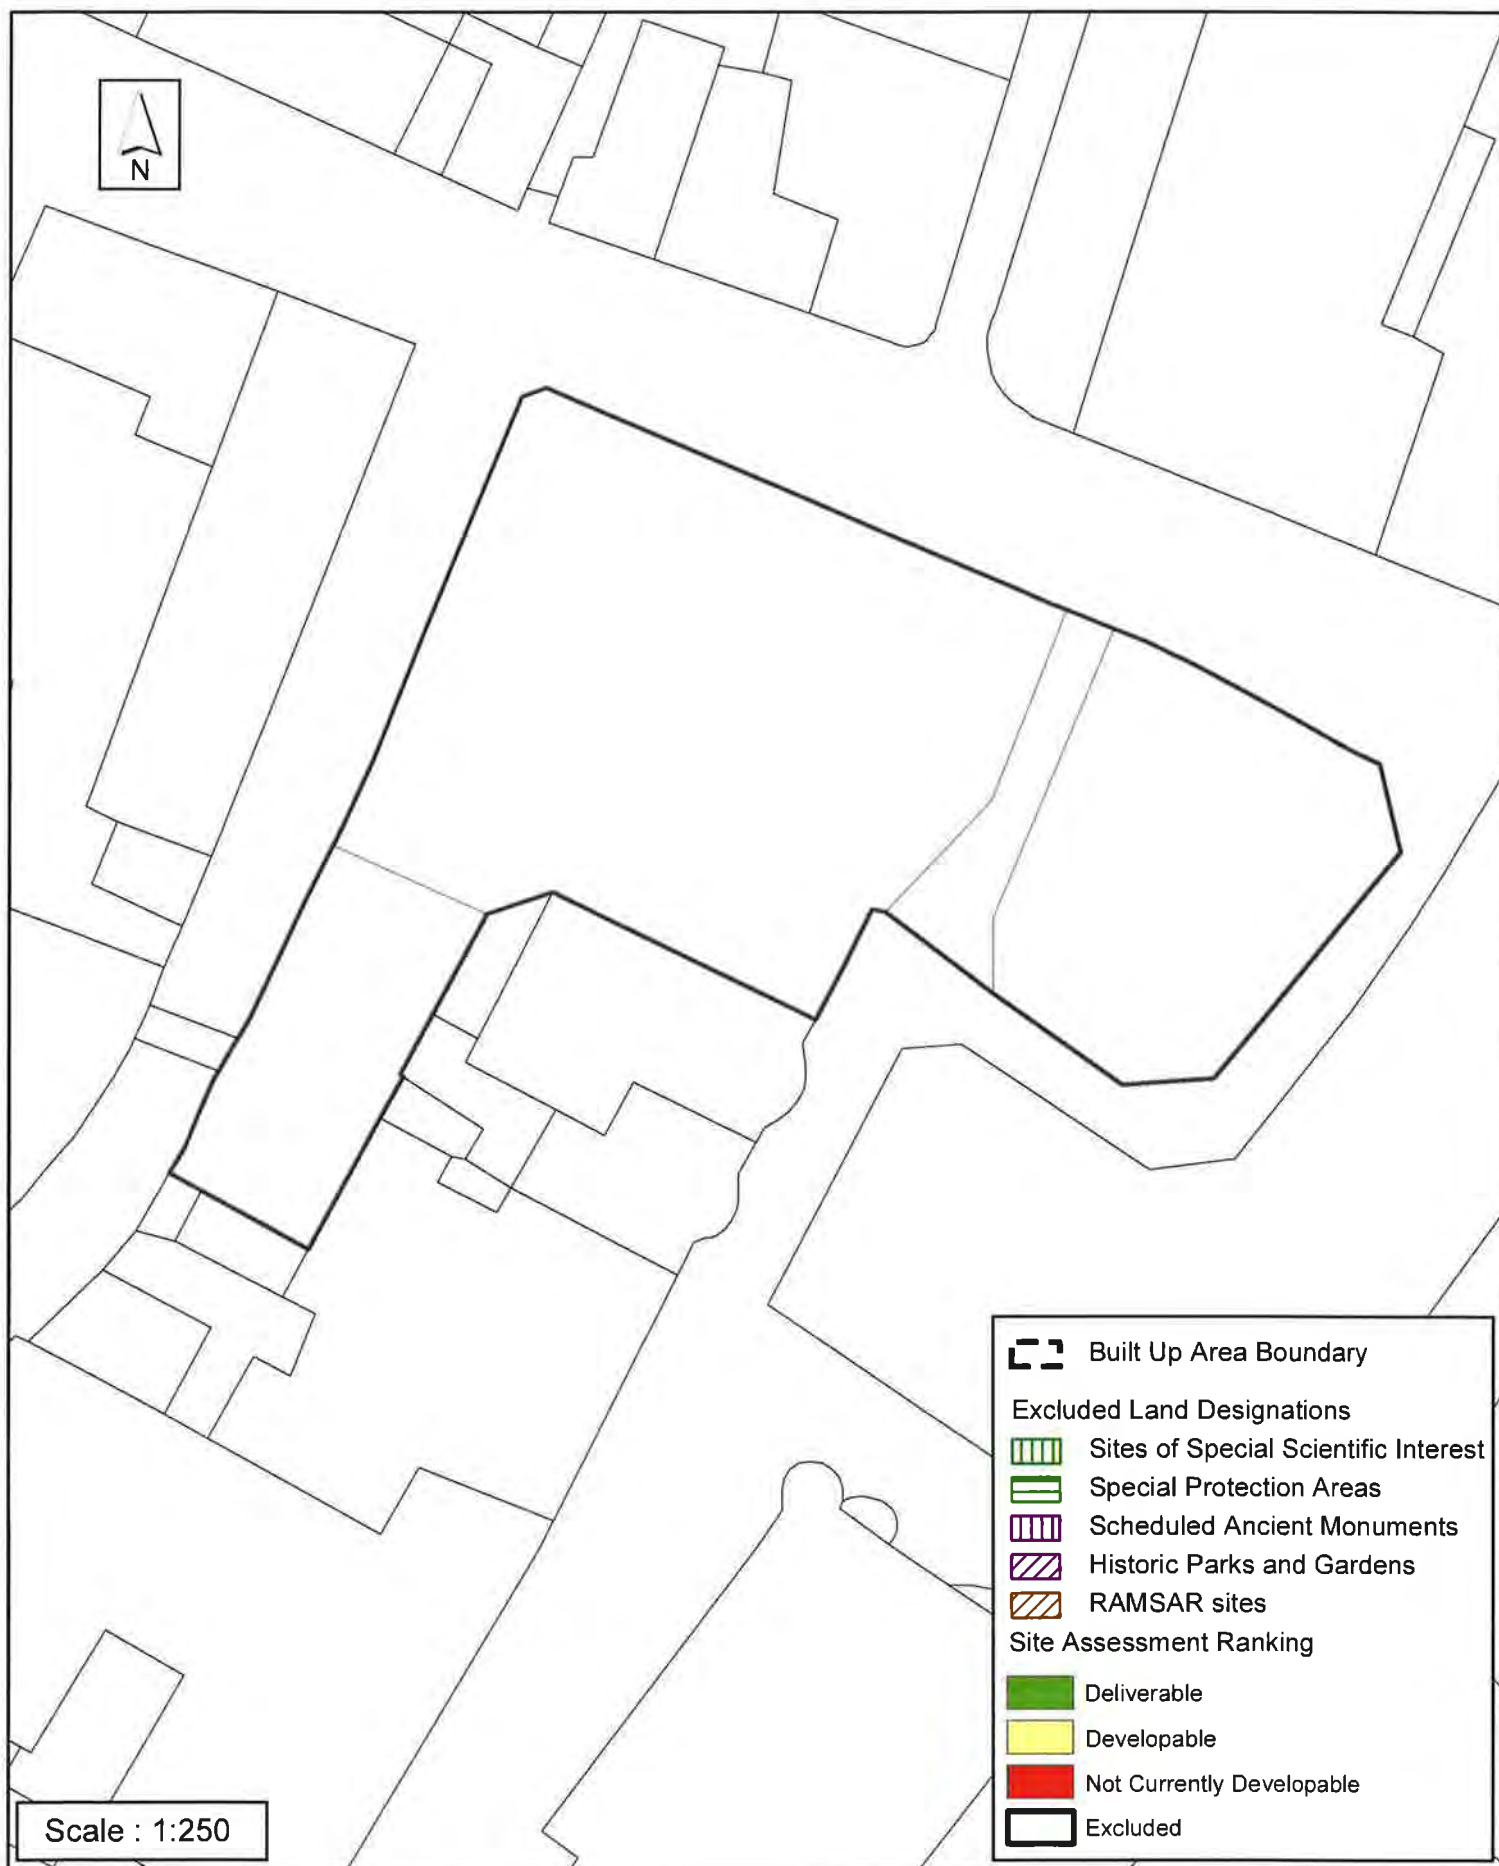 N
Built Up Area Boundary
Excluded Land Designations
Sites of Special Scientific Interest
Special Protection Areas
Scheduled Ancient Monuments
Historic Parks and Gardens
RAMSAR sites
Site Assessment Ranking
Deliverable
Developable
Not Currently Developable
Excluded
Scale : 1:250